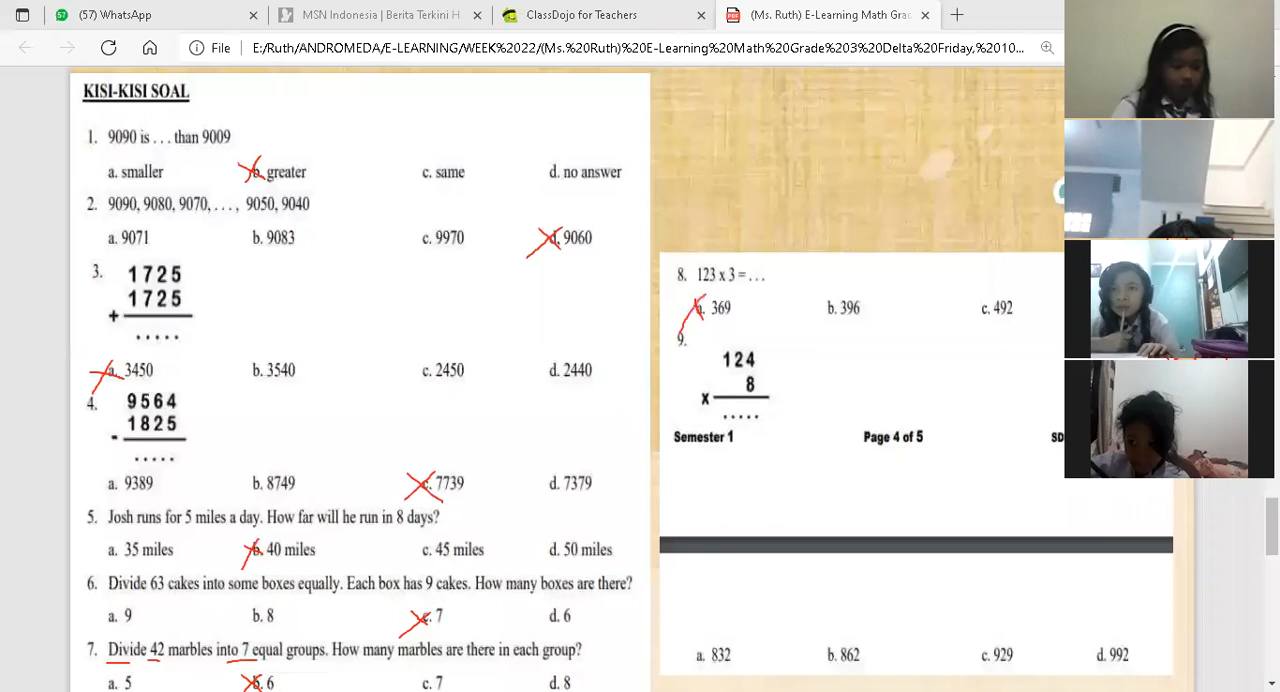 (57) WhatsApp
MSN Indonesia | Berita Terkini H
ClassDojo for Teachers
(Ms. Ruth) E-Learning Math Grad
File
E:/Ruth/ANDROMEDA/E-LEARNING/WEEK%2022/(Ms.%20Ruth)%20E-Learning%20Math%20Grade%203%20Delta%20Friday,%2010...
KISI-KISI SOAL
1. 9090 is . . . than 9009
a. smaller b. greater c. same d. no answer
2. 9090, 9080, 9070, . . . , 9050, 9040
a. 9071 b. 9083 c. 9970 d. 9060
3. 1725
1725
+
.....
a. 3450 b. 3540 c. 2450 d. 2440
4. 9564
1825
-
.....
a. 9389 b. 8749 c. 7739 d. 7379
5. Josh runs for 5 miles a day. How far will he run in 8 days?
a. 35 miles b. 40 miles c. 45 miles d. 50 miles
6. Divide 63 cakes into some boxes equally. Each box has 9 cakes. How many boxes are there?
a. 9 b. 8 c. 7 d. 6
7. Divide 42 marbles into 7 equal groups. How many marbles are there in each group?
a. 5 b. 6 c. 7 d. 8
8. 123 x 3 = . . .
a. 369 b. 396 c. 492
9.
124
8
x
.....
Semester 1 Page 4 of 5 SD
a. 832 b. 862 c. 929 d. 992